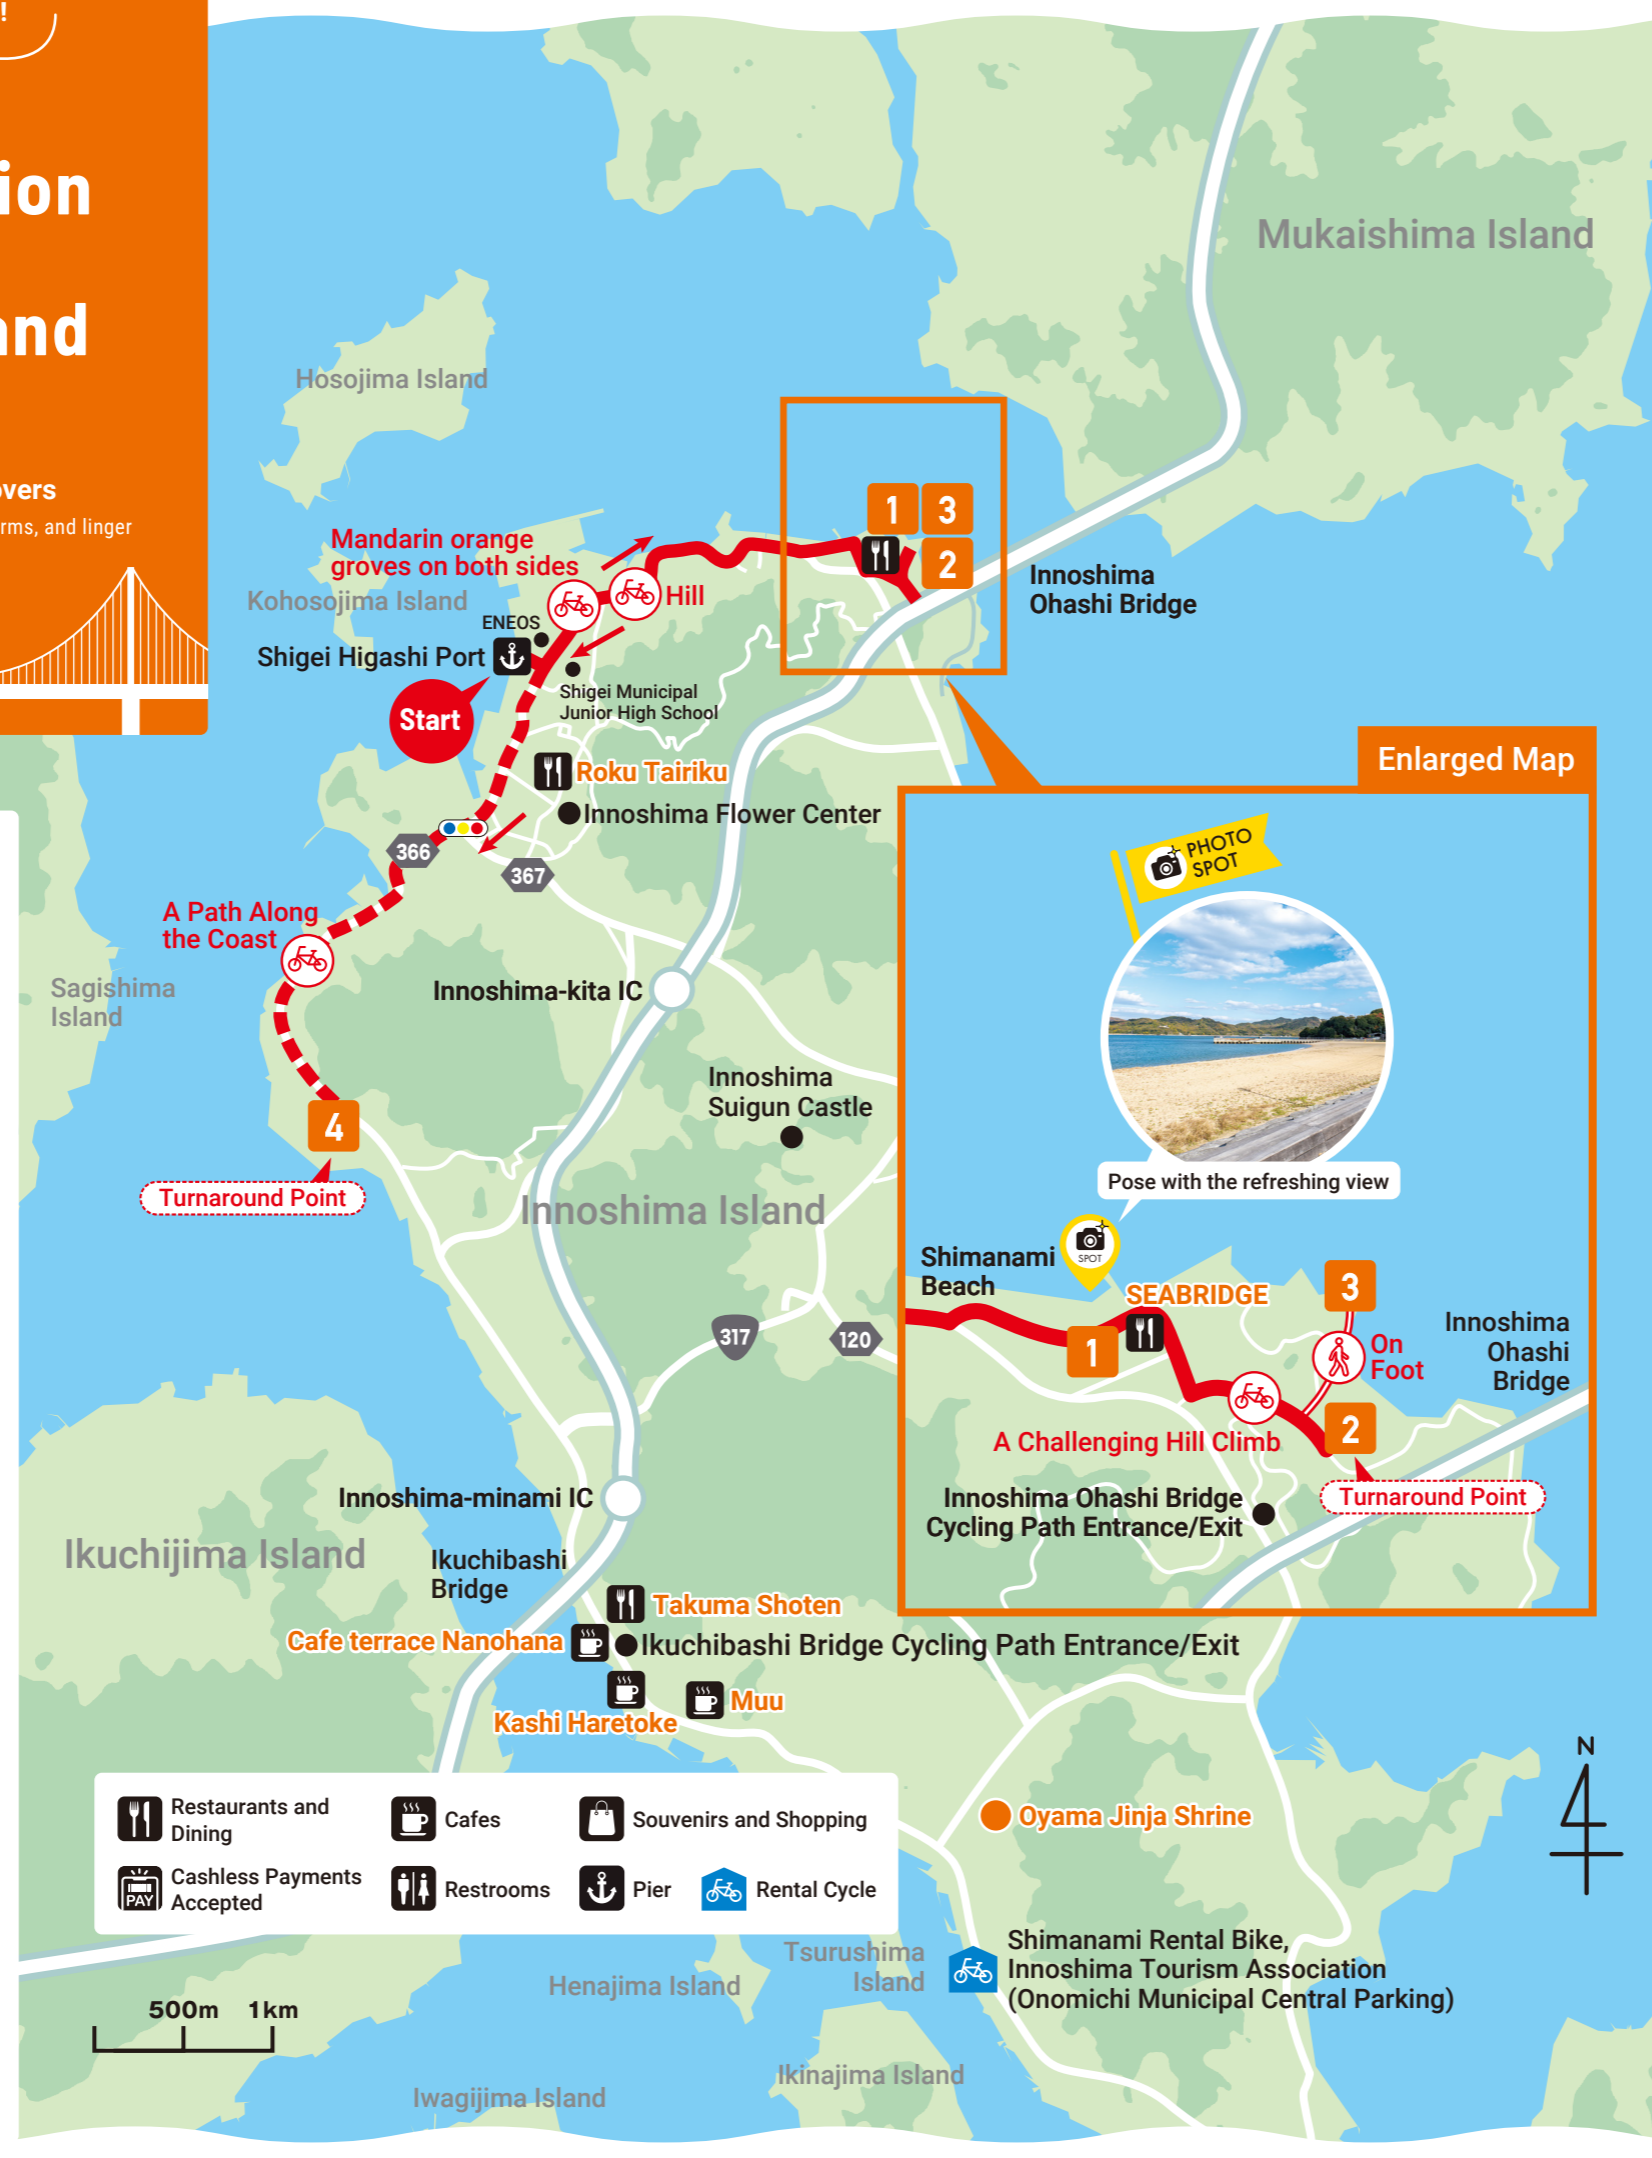 !
ion
and
overs
rms, and linger
Mukaishima Island
Hosojima Island
Mandarin orange
groves on both sides
Kohosojima Island
Hill
ENEOS
Shigei Higashi Port
Start
Shigei Municipal
Junior High School
1
3
2
Innoshima
Ohashi Bridge
Roku Tairiku
Innoshima Flower Center
366
367
A Path Along
the Coast
Sagishima
Island
Innoshima-kita IC
Innoshima
Suigun Castle
4
Turnaround Point
Innoshima Island
317
120
Enlarged Map
PHOTO
SPOT
Pose with the refreshing view
SPOT
Shimanami
Beach
SEABRIDGE
1
3
On
Foot
Innoshima
Ohashi
Bridge
2
A Challenging Hill Climb
Turnaround Point
Innoshima Ohashi Bridge
Cycling Path Entrance/Exit
Innoshima-minami IC
Ikuchijima Island
Ikuchibashi
Bridge
Takuma Shoten
Cafe terrace Nanohana
Ikuchibashi Bridge Cycling Path Entrance/Exit
Kashi Haretoke
Muu
N
Restaurants and
Dining
Cafes
Souvenirs and Shopping
PAY
Cashless Payments
Accepted
Restrooms
Pier
Rental Cycle
Oyama Jinja Shrine
Shimanami Rental Bike,
Innoshima Tourism Association
(Onomichi Municipal Central Parking)
Tsurushima
Island
Henajima Island
500m 1km
Ikinajima Island
Iwagijima Island